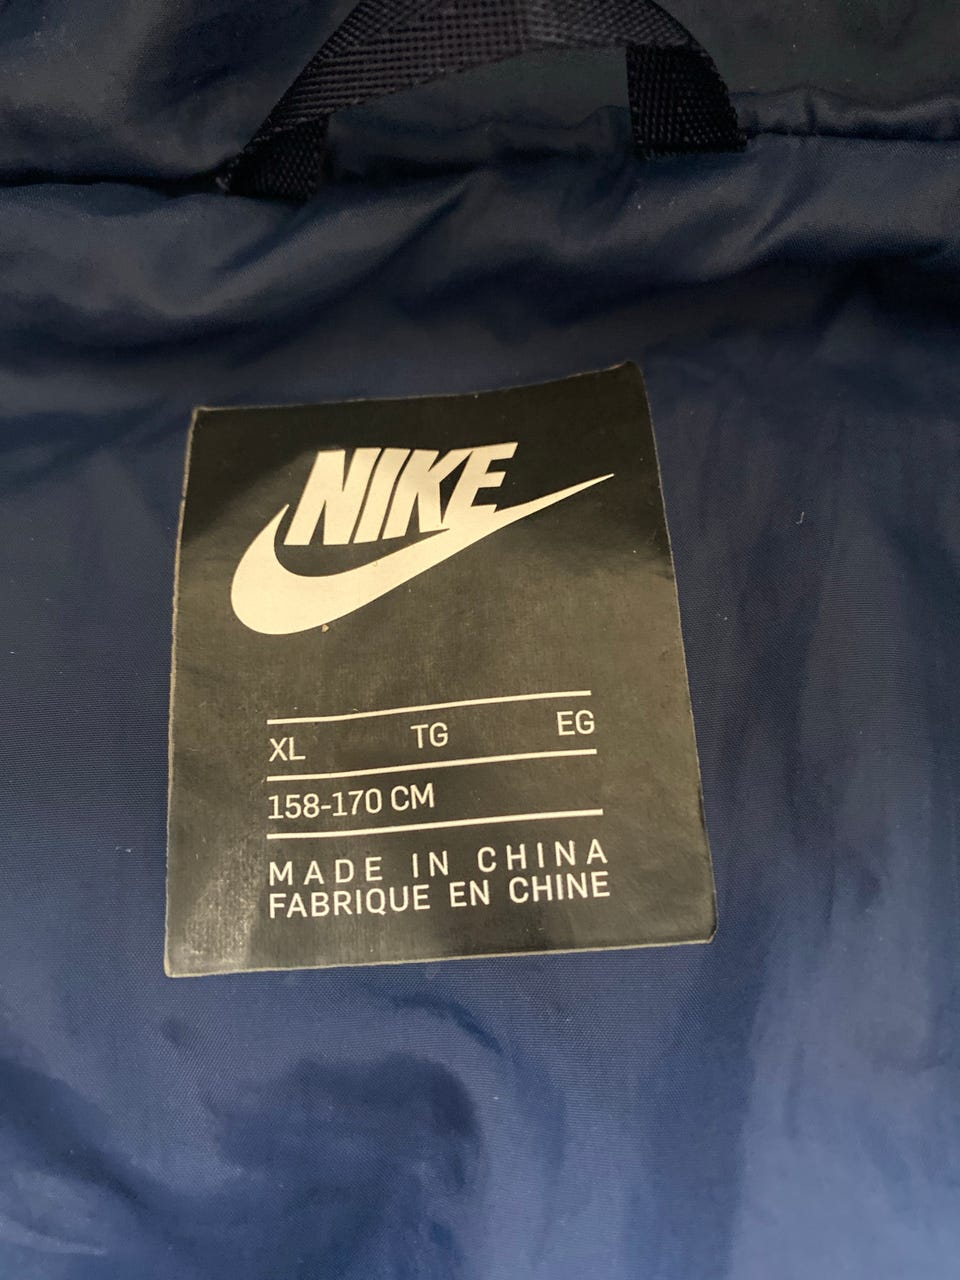 NIKE
XL TG EG
158-170 CM
MADE IN CHINA
FABRIQUE EN CHINE